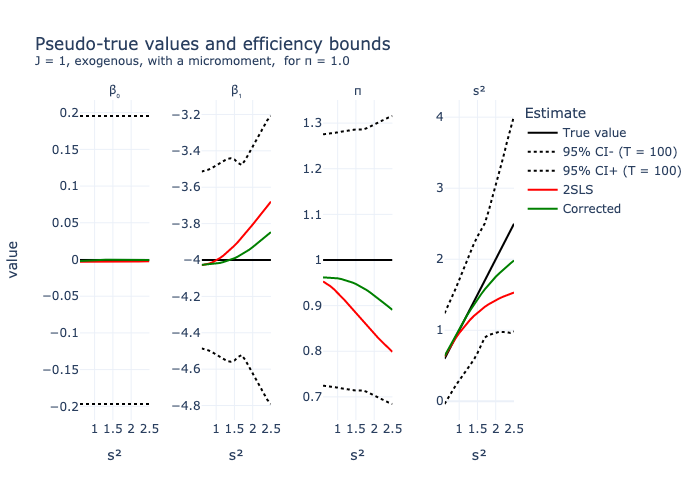 Pseudo-true values and efficiency bounds
J = 1, exogenous, with a micromoment,  for π = 1.0
β₀
β₁
π
s²
value
0.2
0.15
0.1
0.05
0
−0.05
−0.1
−0.15
−0.2
1 1.5 2 2.5
s²
−3.2
−3.4
−3.6
−3.8
−4
−4.2
−4.4
−4.6
−4.8
1 1.5 2 2.5
s²
1.3
1.2
1.1
1
0.9
0.8
0.7
1 1.5 2 2.5
s²
4
3
2
1
0
1 1.5 2 2.5
s²
Estimate
True value
95% CI- (T = 100)
95% CI+ (T = 100)
2SLS
Corrected